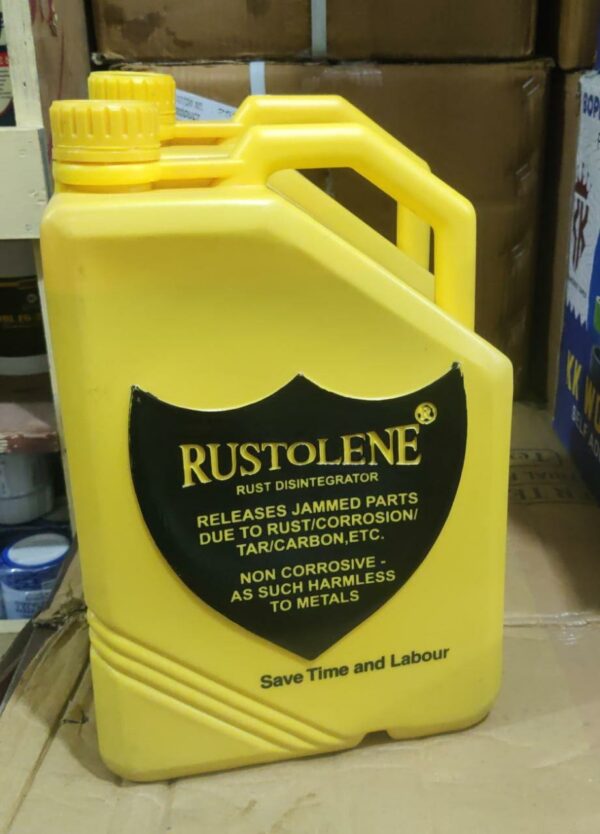 RUSTOLENE®
RUST DISINTEGRATOR
RELEASES JAMMED PARTS
DUE TO RUST/CORROSION/
TAR/CARBON,ETC.
NON CORROSIVE -
AS SUCH HARMLESS
TO METALS
Save Time and Labour